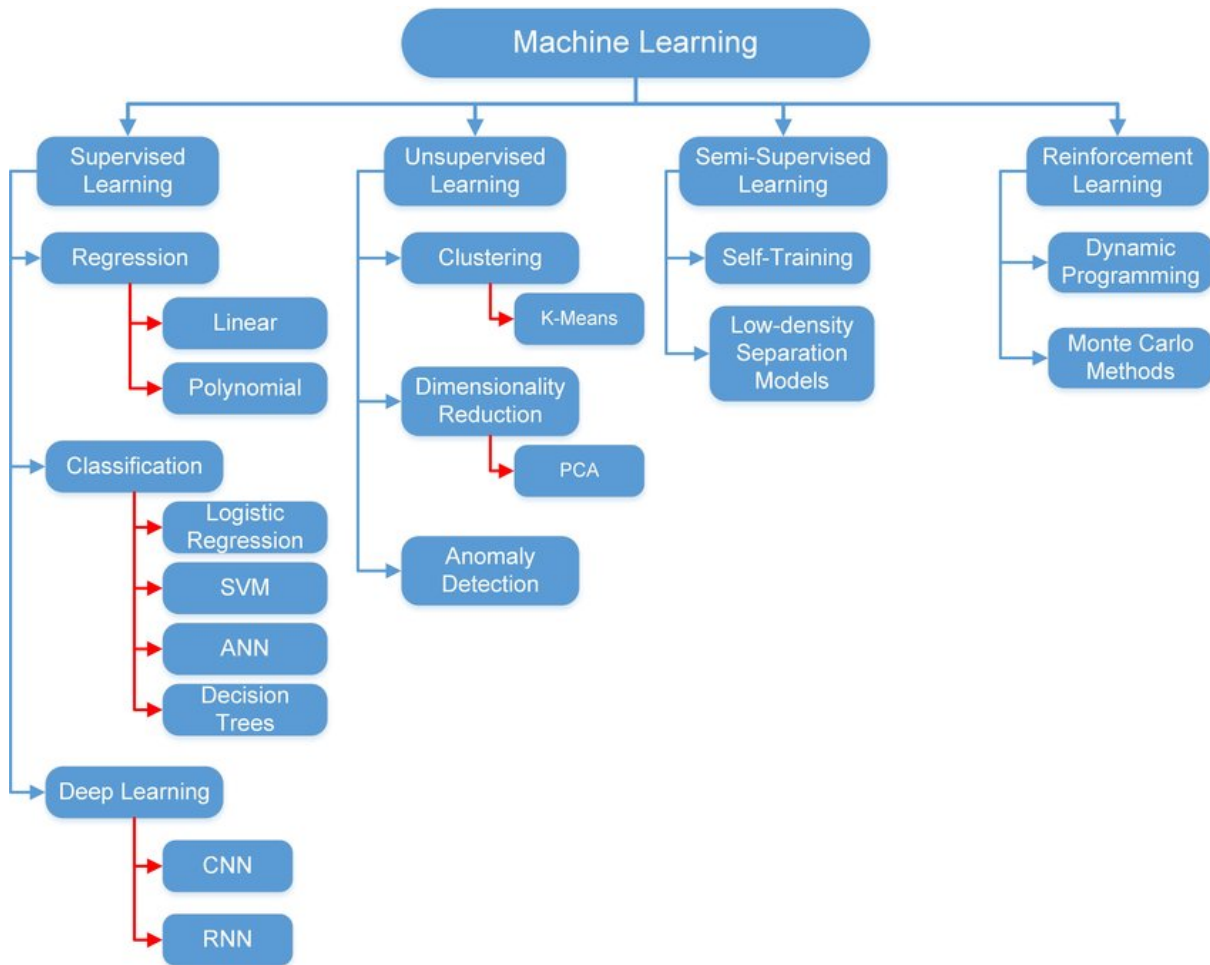 Machine Learning
Supervised
Learning
Regression
Linear
Polynomial
Classification
Logistic
Regression
SVM
ANN
Decision
Trees
Deep Learning
CNN
RNN
Unsupervised
Learning
Clustering
K-Means
Dimensionality
Reduction
PCA
Anomaly
Detection
Semi-Supervised
Learning
Self-Training
Low-density
Separation
Models
Reinforcement
Learning
Dynamic
Programming
Monte Carlo
Methods